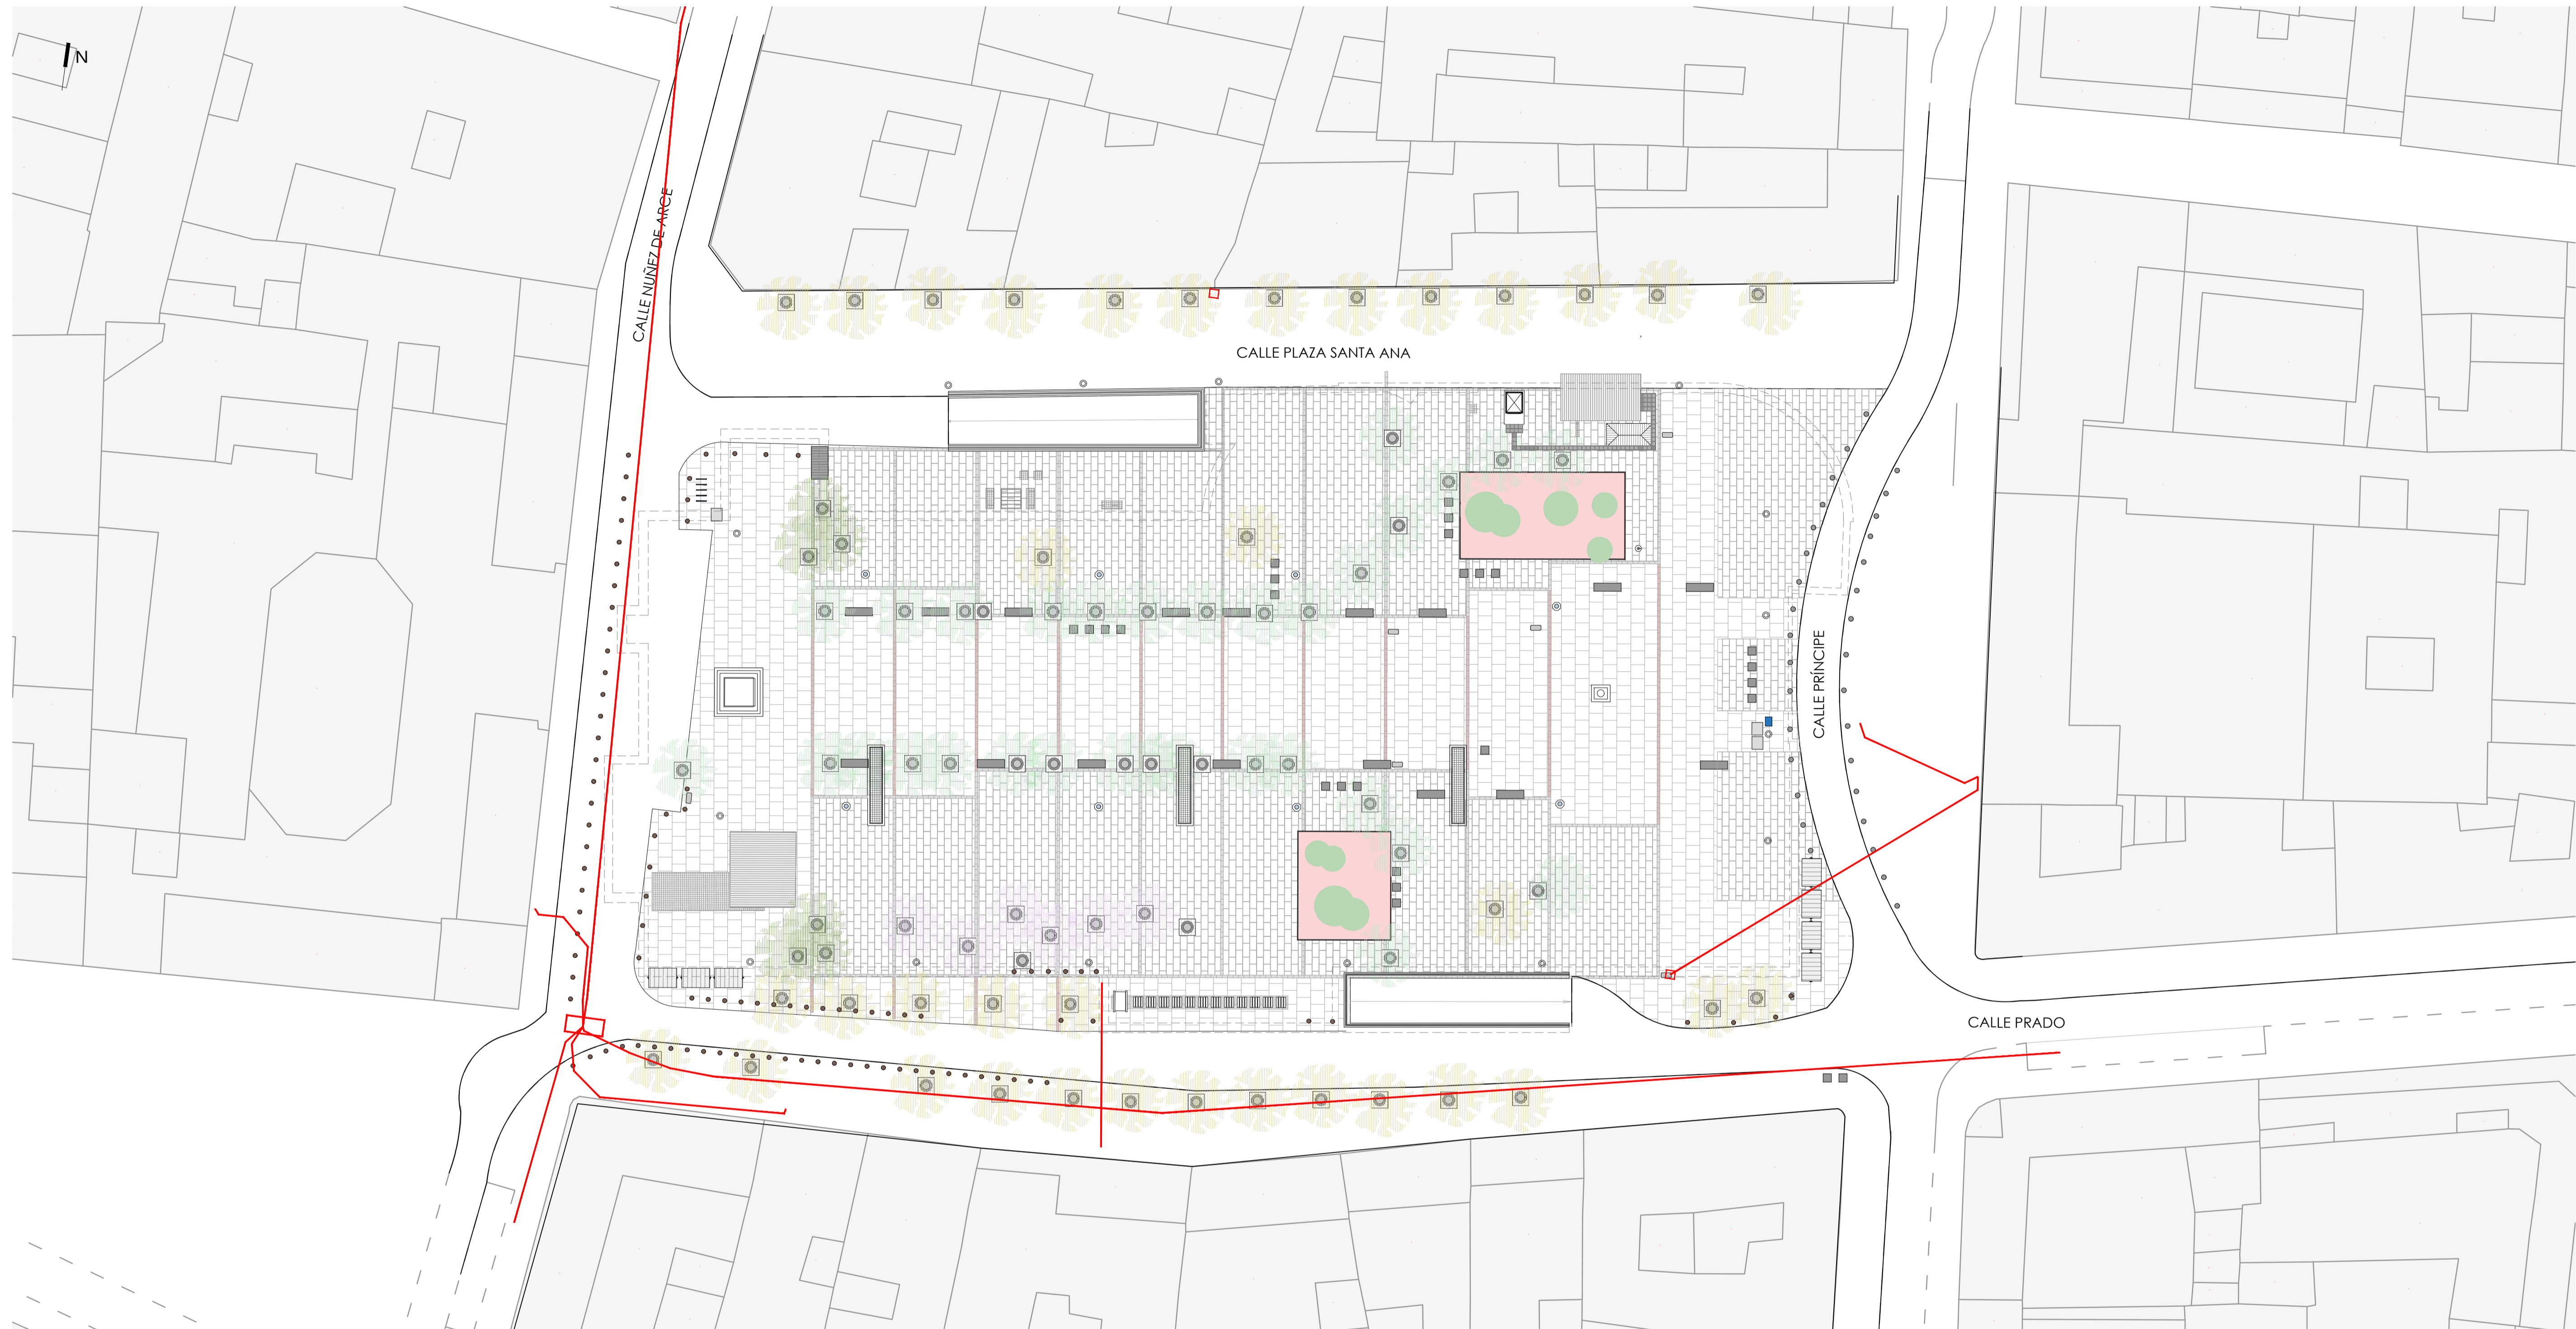 N
CALLE NUÑEZ DE ARCE
CALLE PLAZA SANTA ANA
CALLE PRÍNCIPE
CALLE PRADO